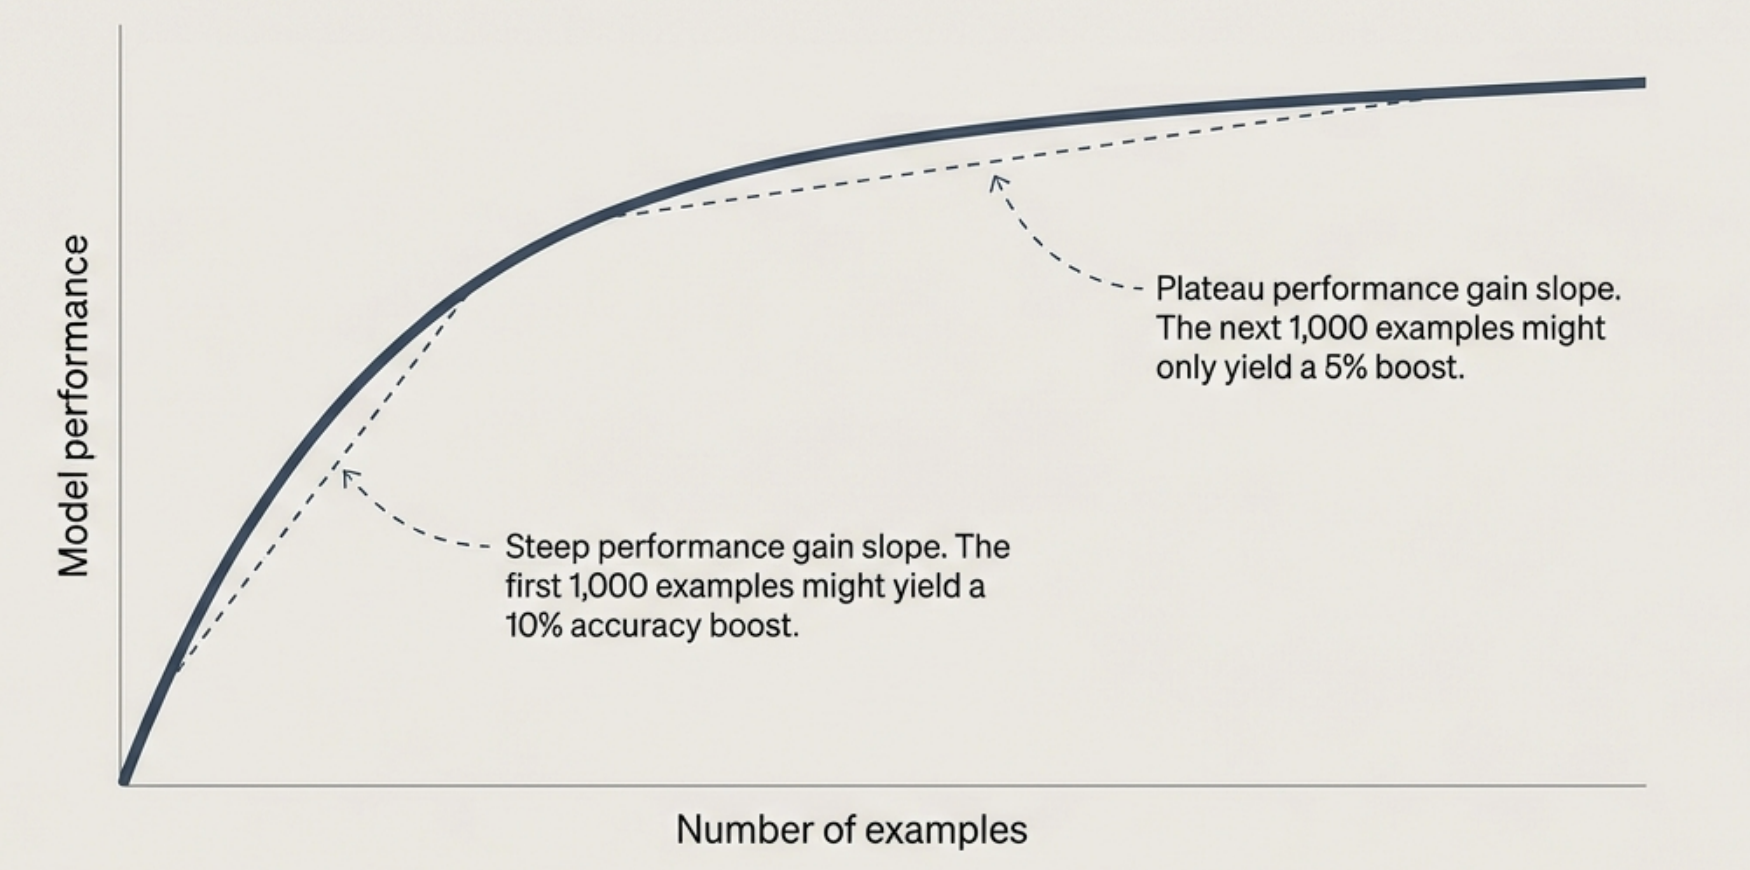 Model performance
Plateau performance gain slope.
The next 1,000 examples might
only yield a 5% boost.
Steep performance gain slope. The
first 1,000 examples might yield a
10% accuracy boost.
Number of examples